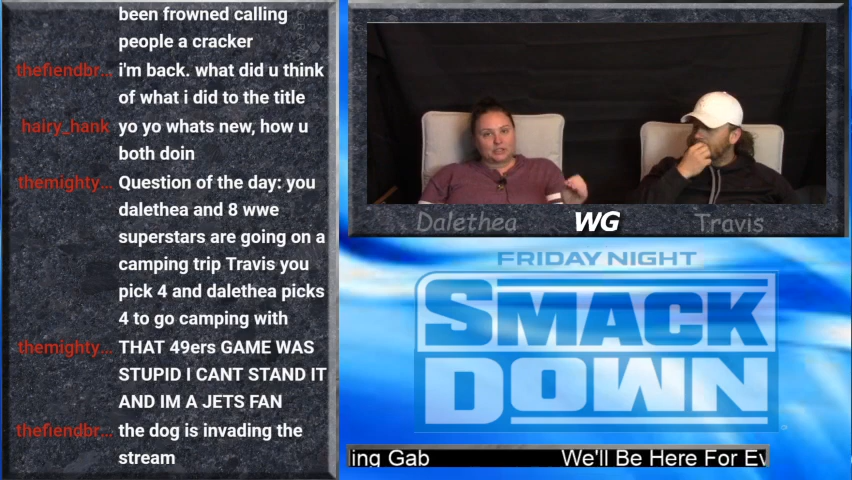 been frowned calling
people a cracker
thefiendbr... i'm back. what did u think
of what i did to the title
hairy_hank yo yo whats new, how u
both doin
themighty... Question of the day: you
dalethea and 8 wwe
superstars are going on a
camping trip Travis you
pick 4 and dalethea picks
4 to go camping with
themighty... THAT 49ers GAME WAS
STUPID I CANT STAND IT
AND IM A JETS FAN
thefiendbr... the dog is invading the
stream
Dalethea WG Travis
FRIDAY NIGHT
SMACK
DOWN
ing Gab We'll Be Here For Ev